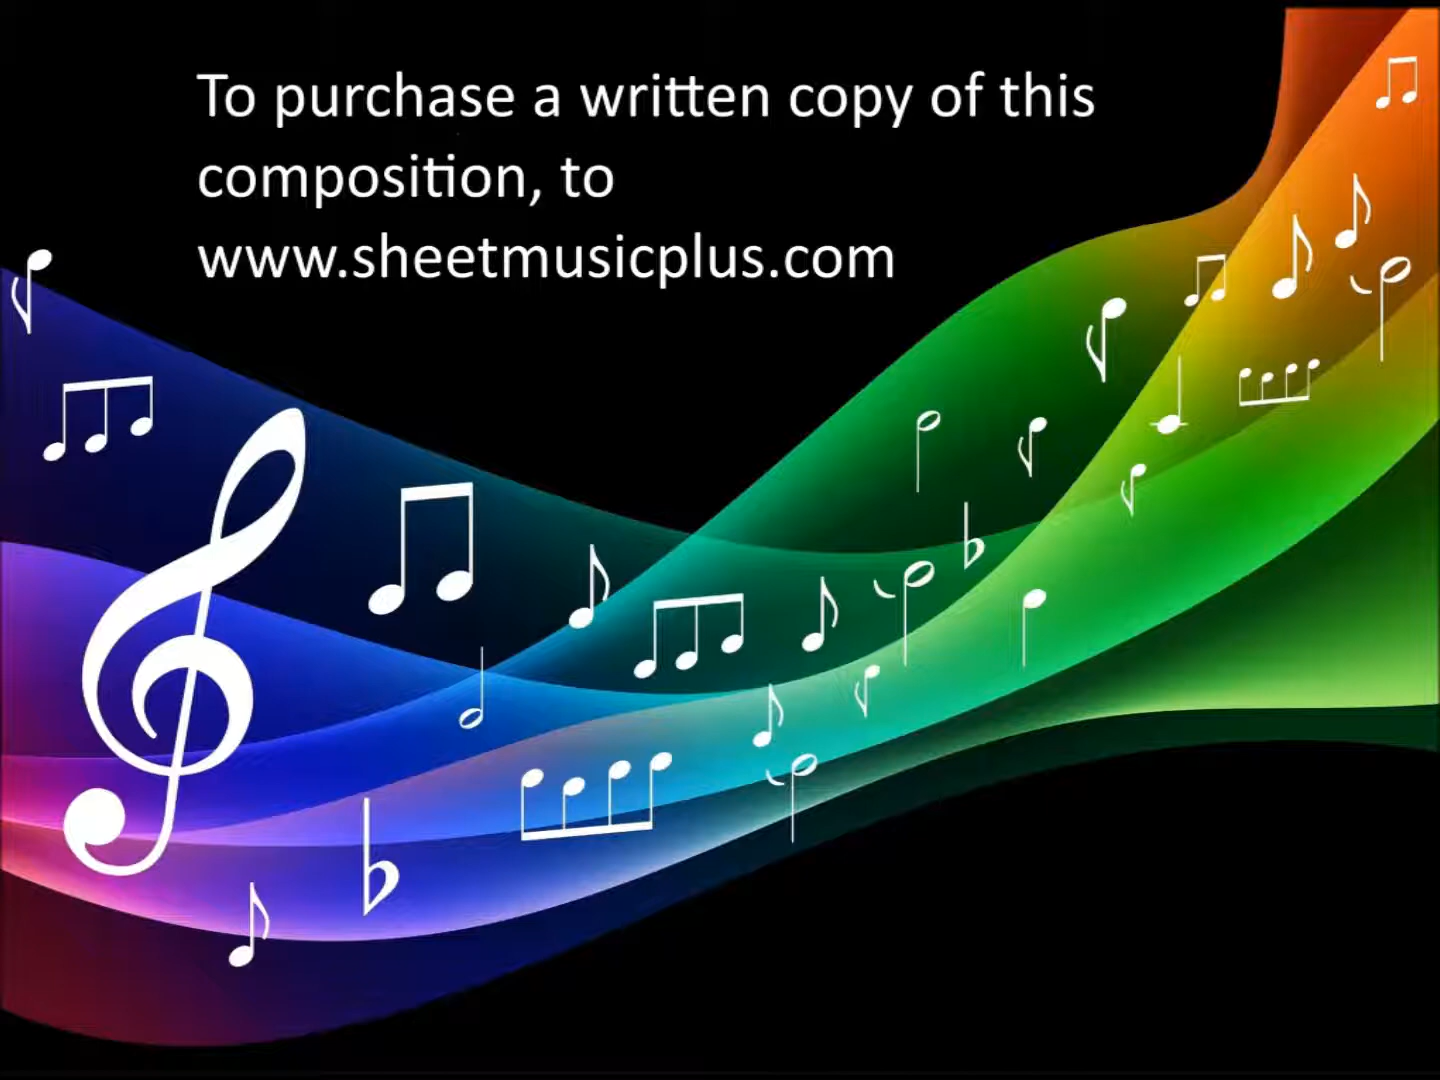 To purchase a written copy of this
composition, to
www.sheetmusicplus.com